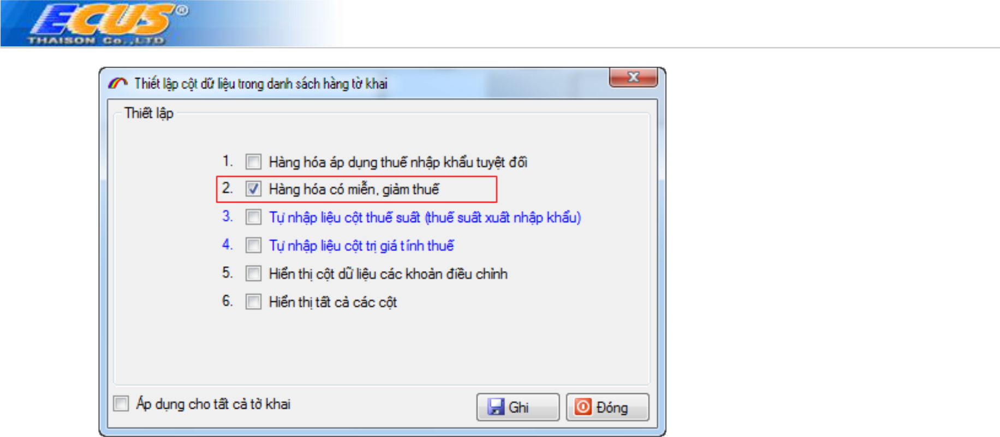 ECUS®
THAISON Co.,LTD
Thiết lập cột dữ liệu trong danh sách hàng tờ khai
Thiết lập
1. Hàng hóa áp dụng thuế nhập khẩu tuyệt đối
2. Hàng hóa có miễn, giảm thuế
3. Tự nhập liệu cột thuế suất (thuế suất xuất nhập khẩu)
4. Tự nhập liệu cột trị giá tính thuế
5. Hiển thị cột dữ liệu các khoản điều chỉnh
6. Hiển thị tất cả các cột
Áp dụng cho tất cả tờ khai
Ghi
Đóng